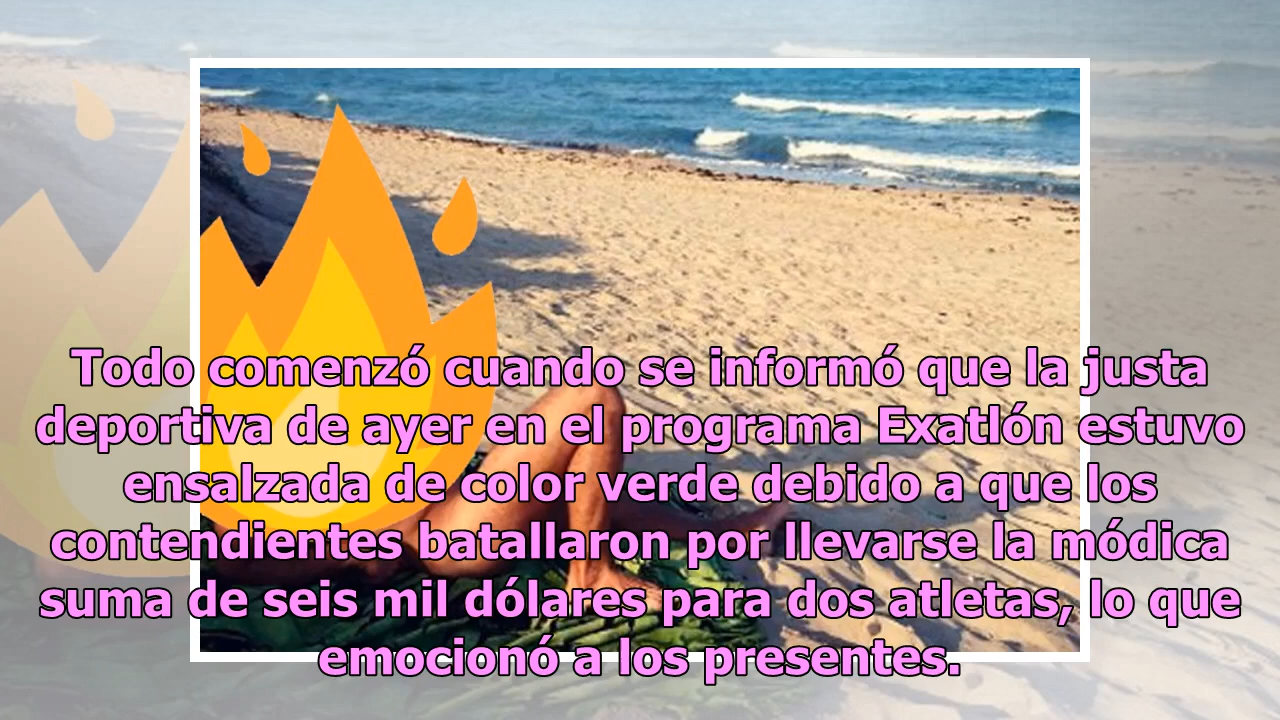 Todo comenzó cuando se informó que la justa
deportiva de ayer en el programa Exatlón estuvo
ensalzada de color verde debido a que los
contendientes batallaron por llevarse la módica
suma de seis mil dólares para dos atletas, lo que
emocionó a los presentes.